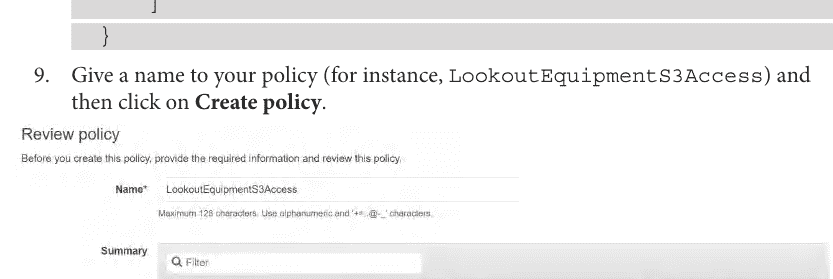 ]
}
9. Give a name to your policy (for instance, LookoutEquipmentS3Access) and
then click on Create policy.
Review policy
Before you create this policy, provide the required information and review this policy.
Name* LookoutEquipmentS3Access
Maximum 128 characters. Use alphanumeric and '+=,.@-_' characters.
Summary
Filter